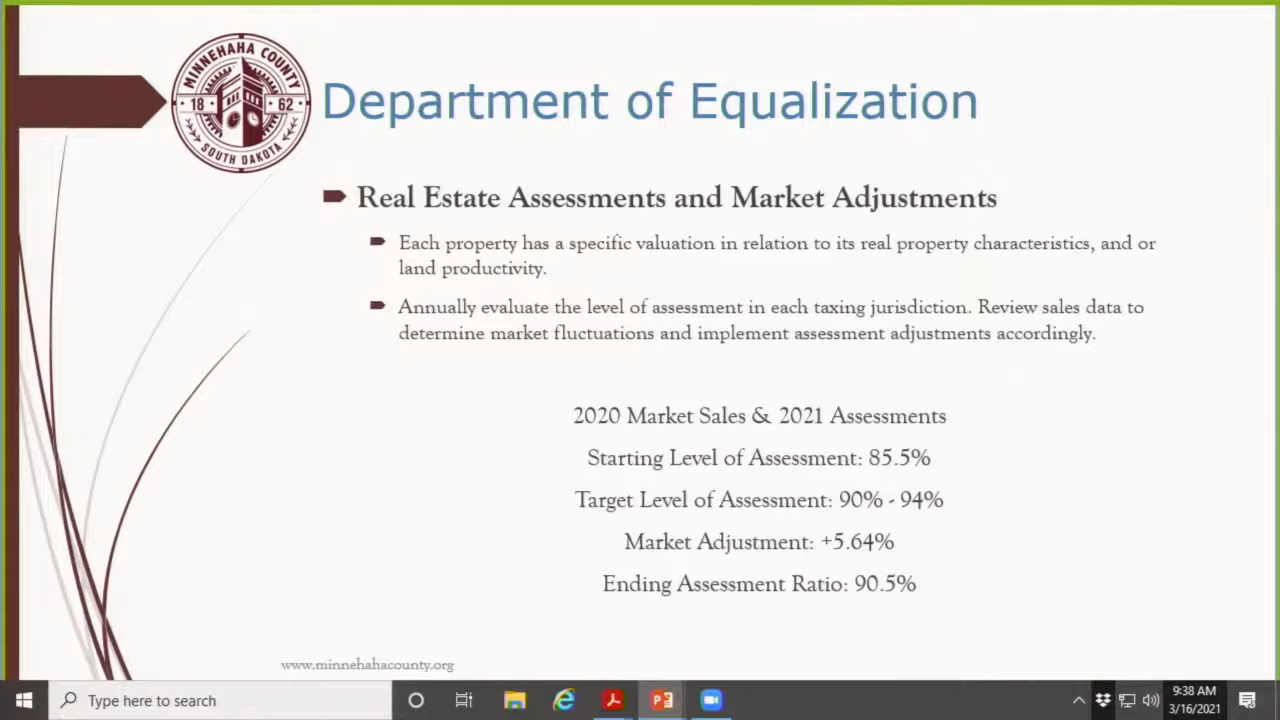 MINNEHAHA COUNTY
18 62
SOUTH DAKOTA
Department of Equalization
Real Estate Assessments and Market Adjustments
Each property has a specific valuation in relation to its real property characteristics, and or
land productivity.
Annually evaluate the level of assessment in each taxing jurisdiction. Review sales data to
determine market fluctuations and implement assessment adjustments accordingly.
2020 Market Sales & 2021 Assessments
Starting Level of Assessment: 85.5%
Target Level of Assessment: 90% - 94%
Market Adjustment: +5.64%
Ending Assessment Ratio: 90.5%
www.minnehahacounty.org
Type here to search
9:38 AM
3/16/2021